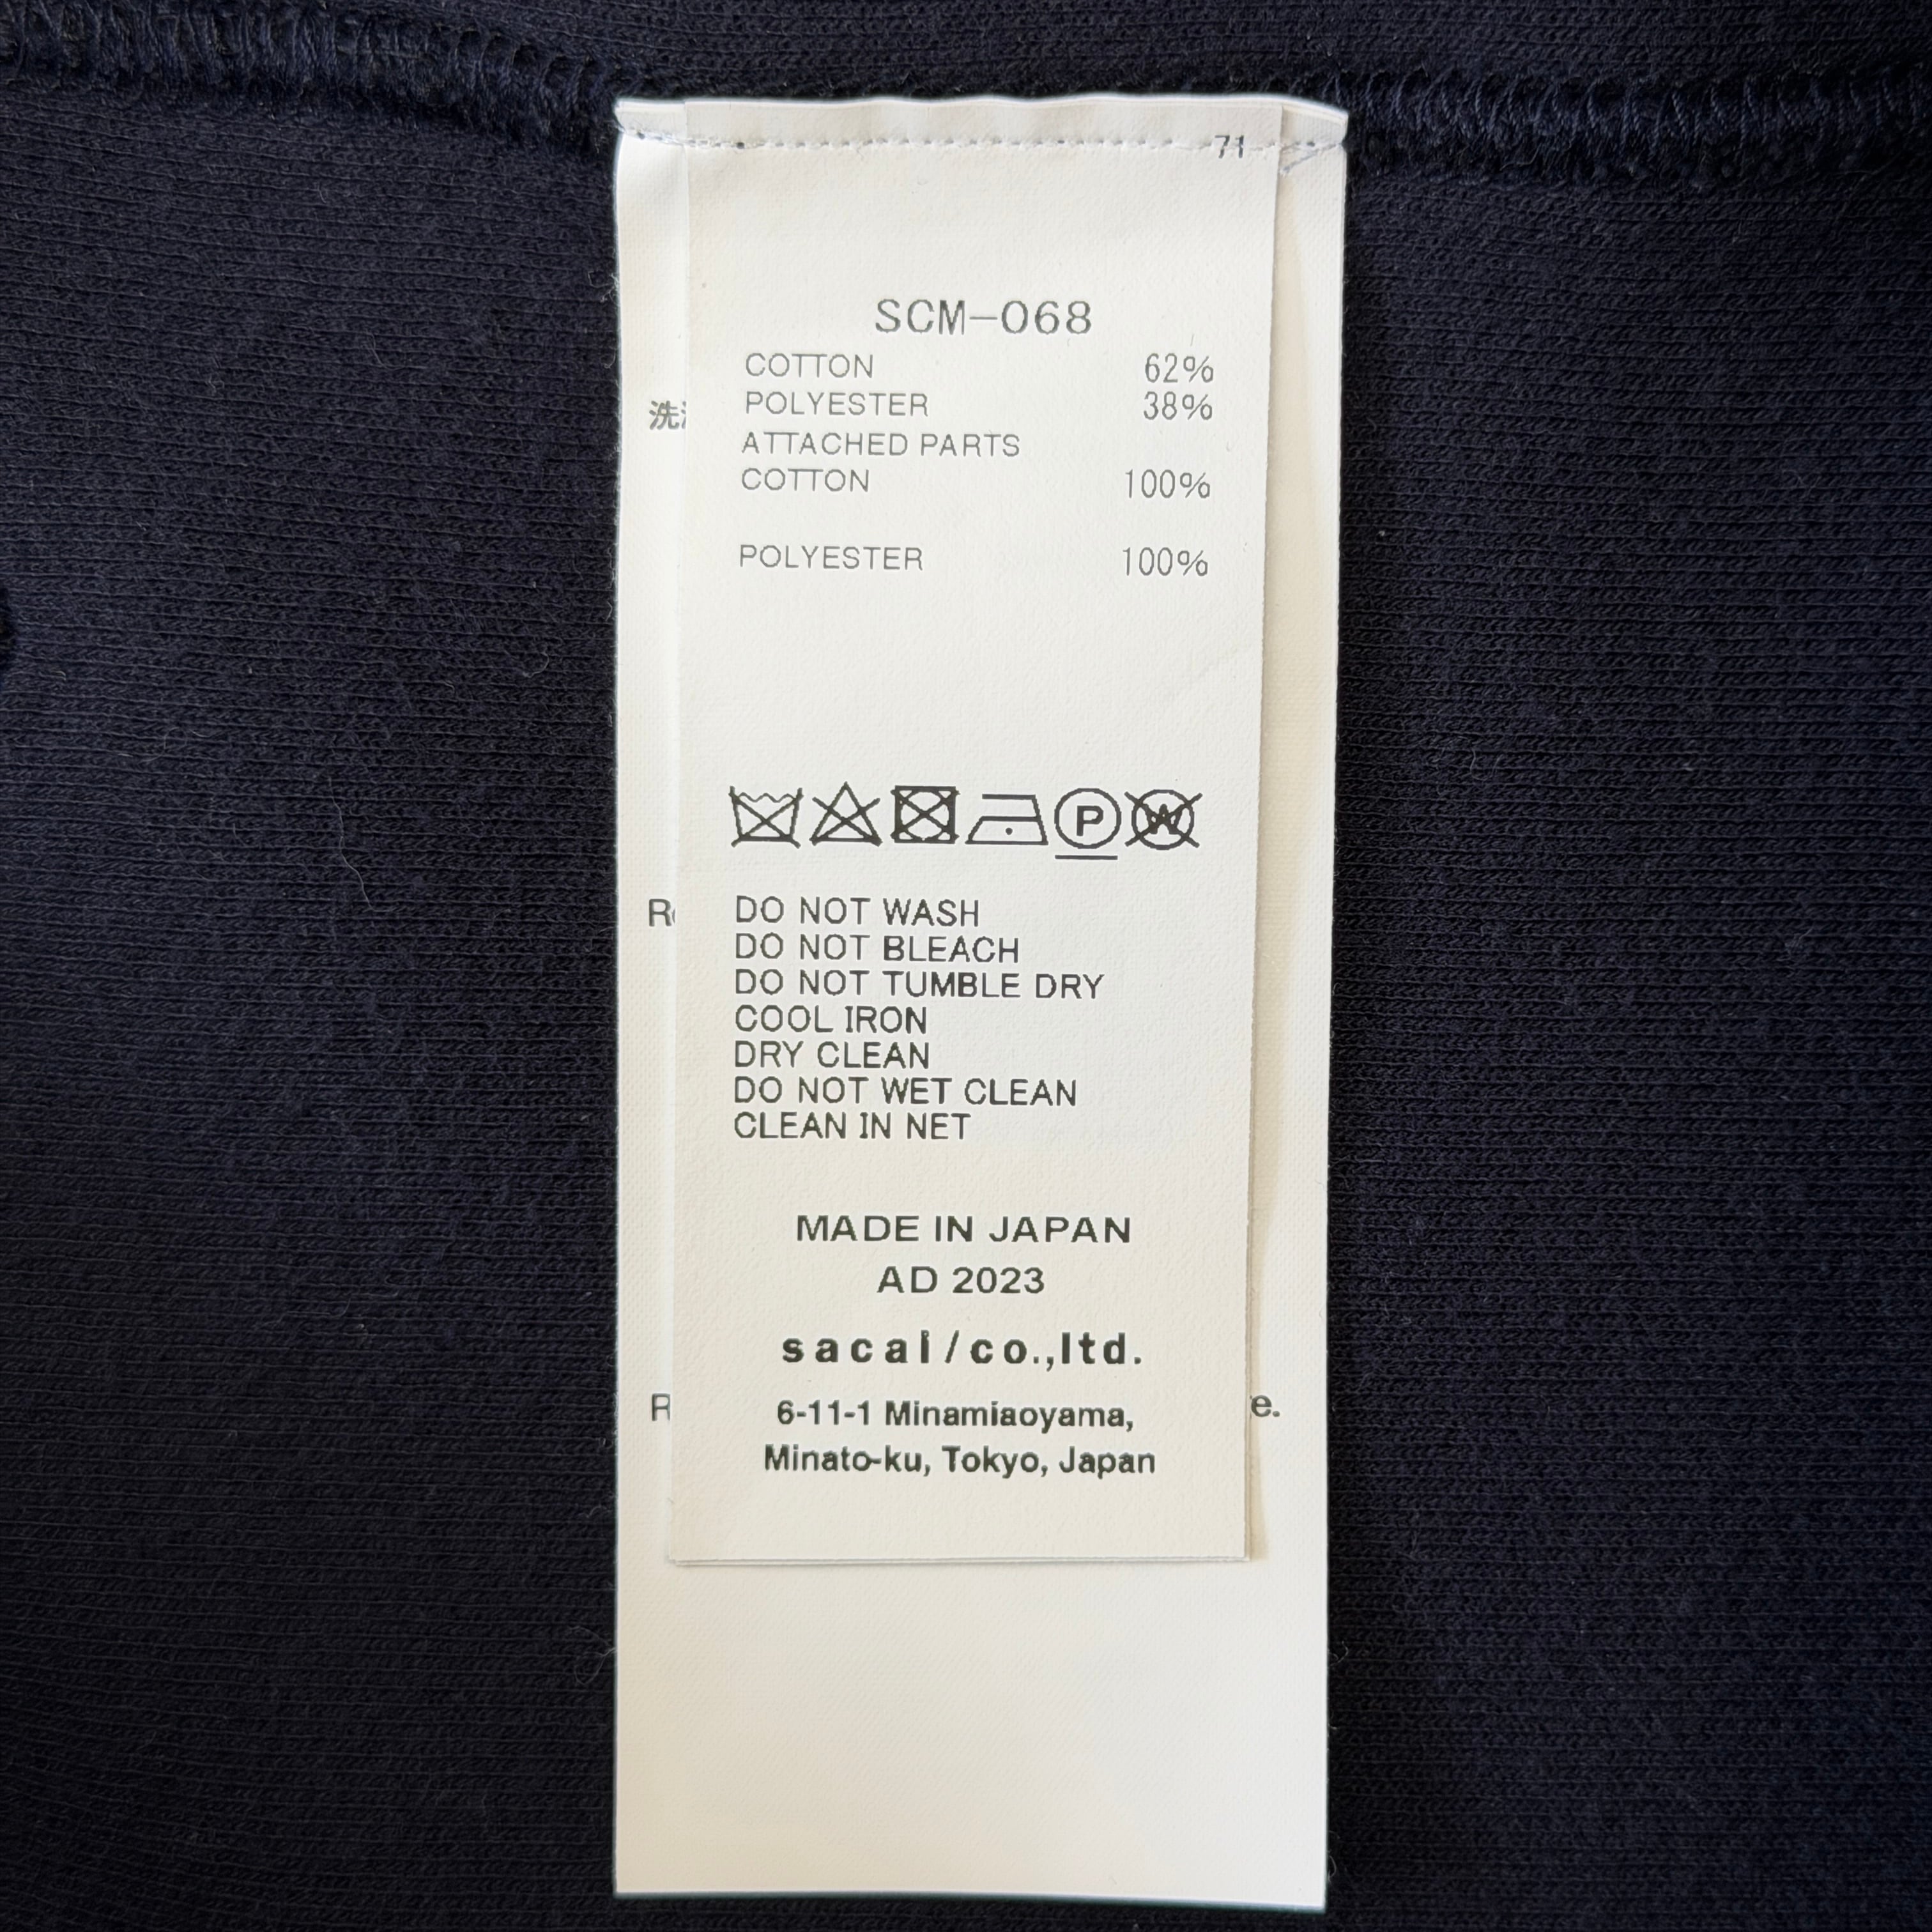 71
SCM-068
COTTON 62%
POLYESTER 38%
ATTACHED PARTS
COTTON 100%
POLYESTER 100%
洗
P W
DO NOT WASH
DO NOT BLEACH
DO NOT TUMBLE DRY
COOL IRON
DRY CLEAN
DO NOT WET CLEAN
CLEAN IN NET
MADE IN JAPAN
AD 2023
sacai/co.,ltd.
6-11-1 Minamiaoyama,
Minato-ku, Tokyo, Japan